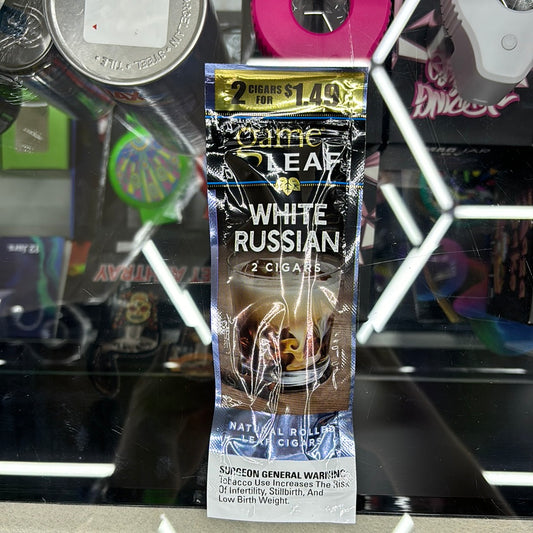 2 CIGARS FOR $1.49
Game
LEAF
WHITE
RUSSIAN
2 CIGARS
NATURAL ROLLED
LEAF CIGARS
SURGEON GENERAL WARNING:
Tobacco Use Increases The Risk
Of Infertility, Stillbirth, And
Low Birth Weight.